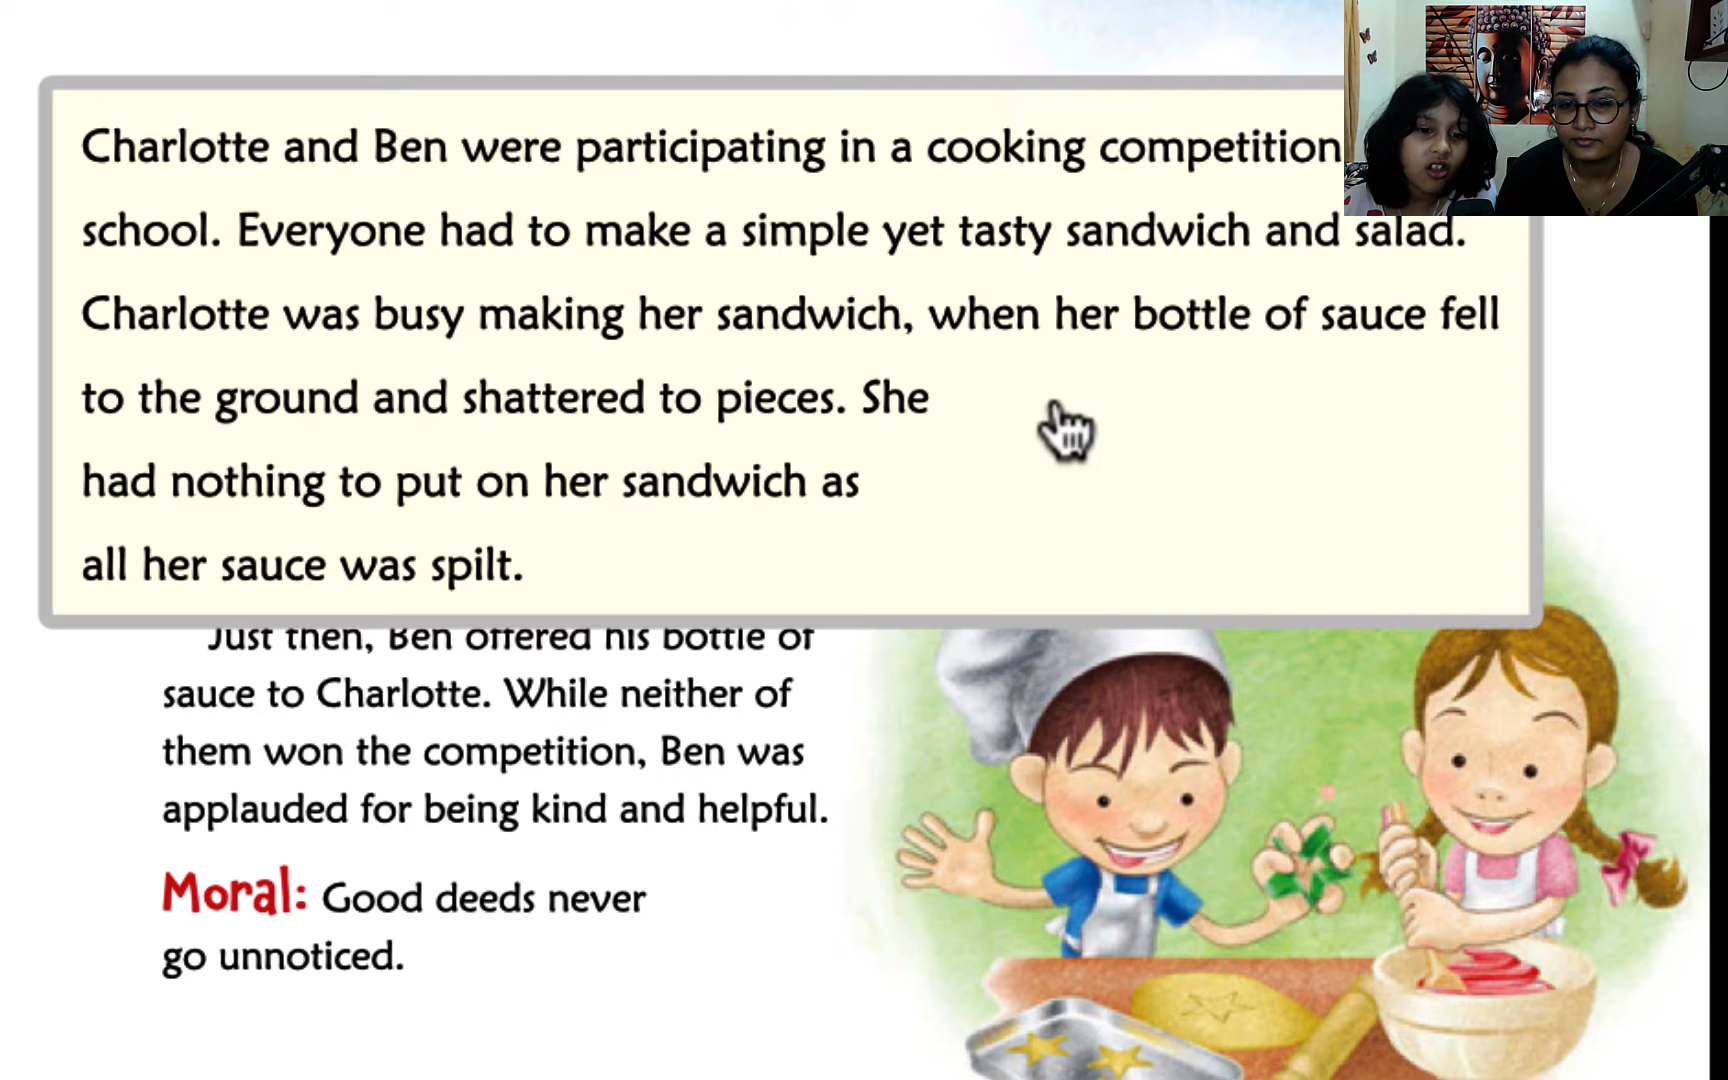 Charlotte and Ben were participating in a cooking competition
school. Everyone had to make a simple yet tasty sandwich and salad.
Charlotte was busy making her sandwich, when her bottle of sauce fell
to the ground and shattered to pieces. She
had nothing to put on her sandwich as
all her sauce was spilt.
Just then, Ben offered his bottle of
sauce to Charlotte. While neither of
them won the competition, Ben was
applauded for being kind and helpful.
Moral: Good deeds never
go unnoticed.